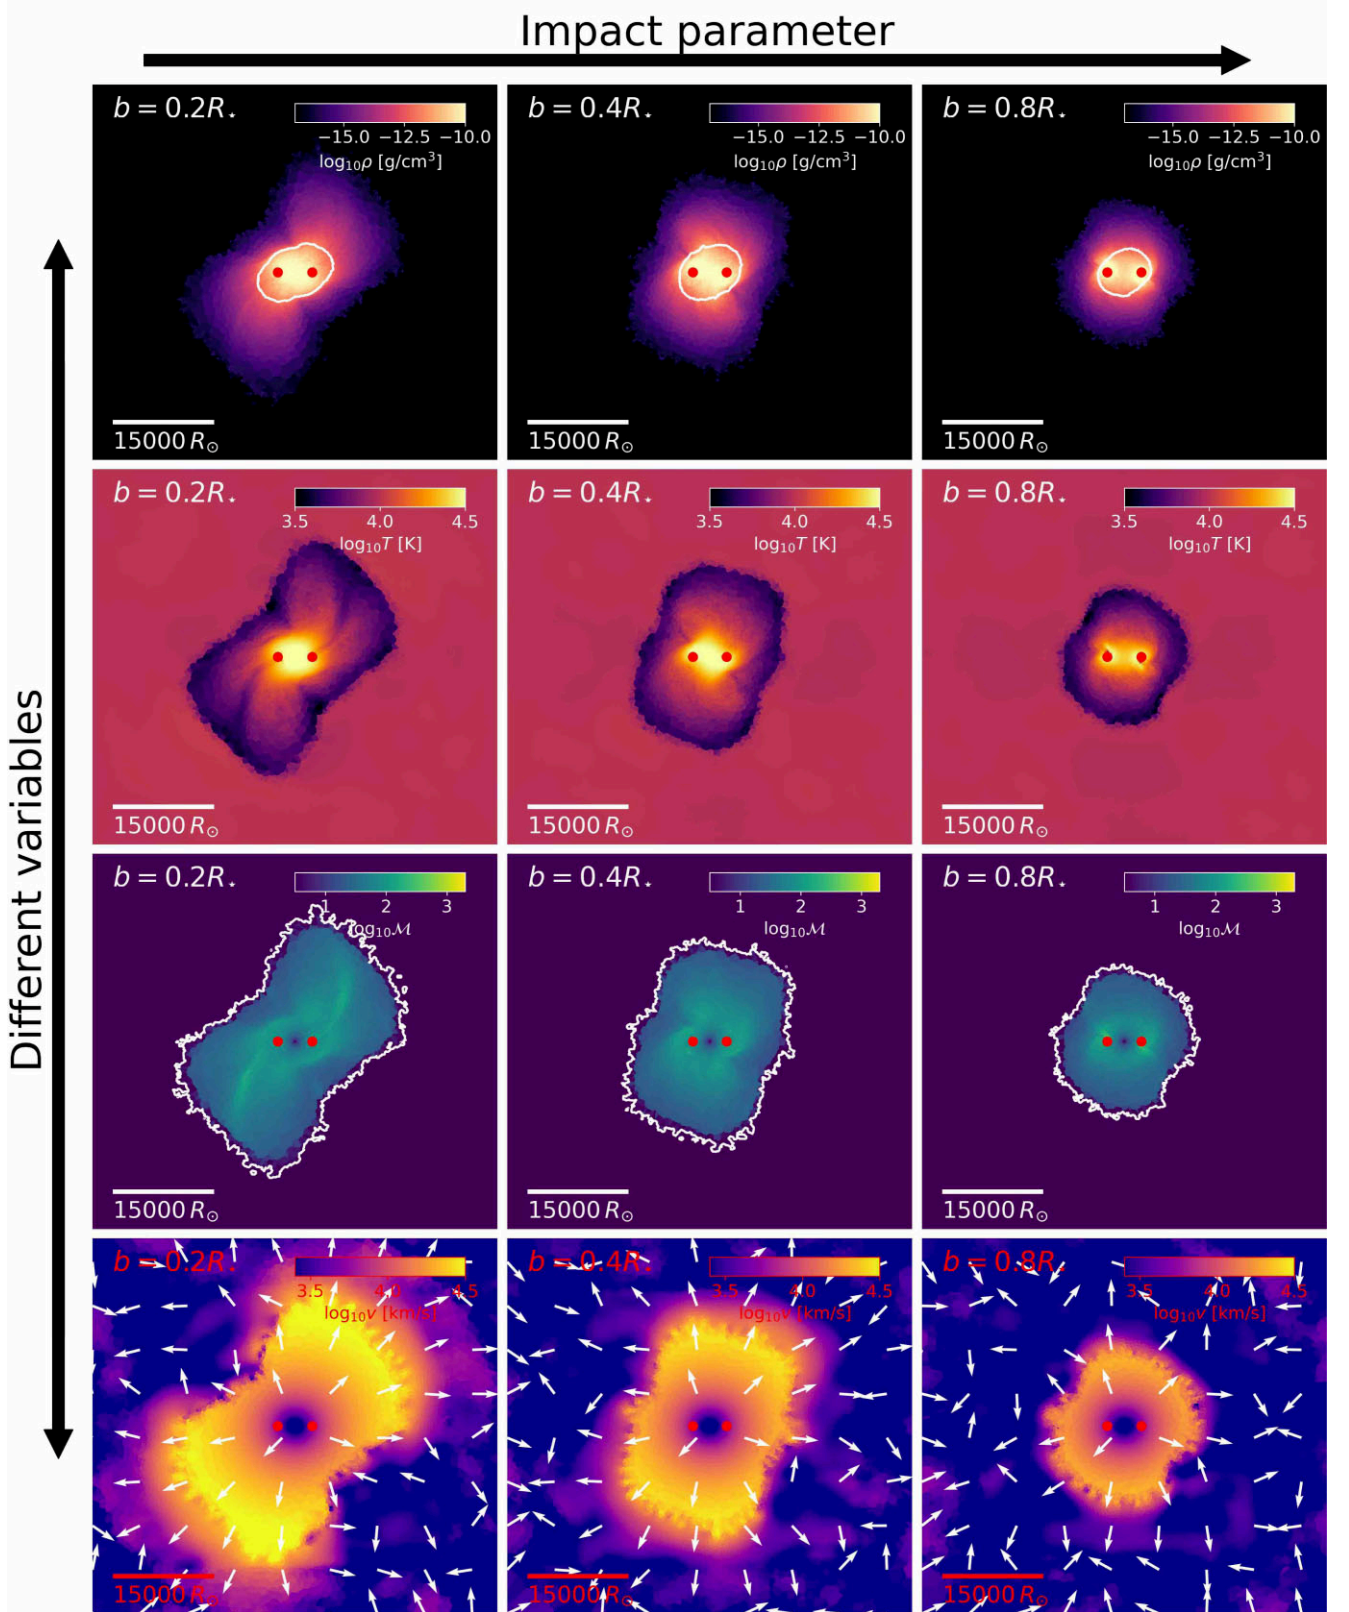 Impact parameter
Different variables
b = 0.2R⋆
−15.0 −12.5 −10.0
log₁₀ρ [g/cm³]
15000 R☉
b = 0.4R⋆
−15.0 −12.5 −10.0
log₁₀ρ [g/cm³]
15000 R☉
b = 0.8R⋆
−15.0 −12.5 −10.0
log₁₀ρ [g/cm³]
15000 R☉
b = 0.2R⋆
3.5 4.0 4.5
log₁₀T [K]
15000 R☉
b = 0.4R⋆
3.5 4.0 4.5
log₁₀T [K]
15000 R☉
b = 0.8R⋆
3.5 4.0 4.5
log₁₀T [K]
15000 R☉
b = 0.2R⋆
1 2 3
log₁₀ℳ
15000 R☉
b = 0.4R⋆
1 2 3
log₁₀ℳ
15000 R☉
b = 0.8R⋆
1 2 3
log₁₀ℳ
15000 R☉
b = 0.2R⋆
3.5 4.0 4.5
log₁₀v [km/s]
15000 R☉
b = 0.4R⋆
3.5 4.0 4.5
log₁₀v [km/s]
15000 R☉
b = 0.8R⋆
3.5 4.0 4.5
log₁₀v [km/s]
15000 R☉